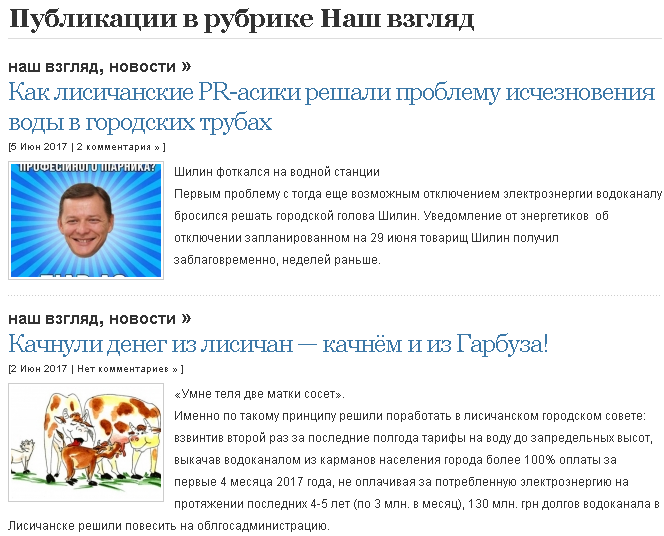 Публикации в рубрике Наш взгляд
наш взгляд, новости »
Как лисичанские PR-асики решали проблему исчезновения
воды в городских трубах
[5 Июн 2017 | 2 комментария » ]
ПРОФЕСІЙНОГО ШАРНИКА?
Шилин фоткался на водной станции
Первым проблему с тогда еще возможным отключением электроэнергии водоканалу
бросился решать городской голова Шилин. Уведомление от энергетиков об
отключении запланированном на 29 июня товарищ Шилин получил
заблаговременно, неделей раньше.
наш взгляд, новости »
Качнули денег из лисичан — качнём и из Гарбуза!
[2 Июн 2017 | Нет комментариев » ]
«Умне теля две матки сосет».
Именно по такому принципу решили поработать в лисичанском городском совете:
взвинтив второй раз за последние полгода тарифы на воду до запредельных высот,
выкачав водоканалом из карманов населения города более 100% оплаты за
первые 4 месяца 2017 года, не оплачивая за потребленную электроэнергию на
протяжении последних 4-5 лет (по 3 млн. в месяц), 130 млн. грн долгов водоканала в
Лисичанске решили повесить на облгосадминистрацию.